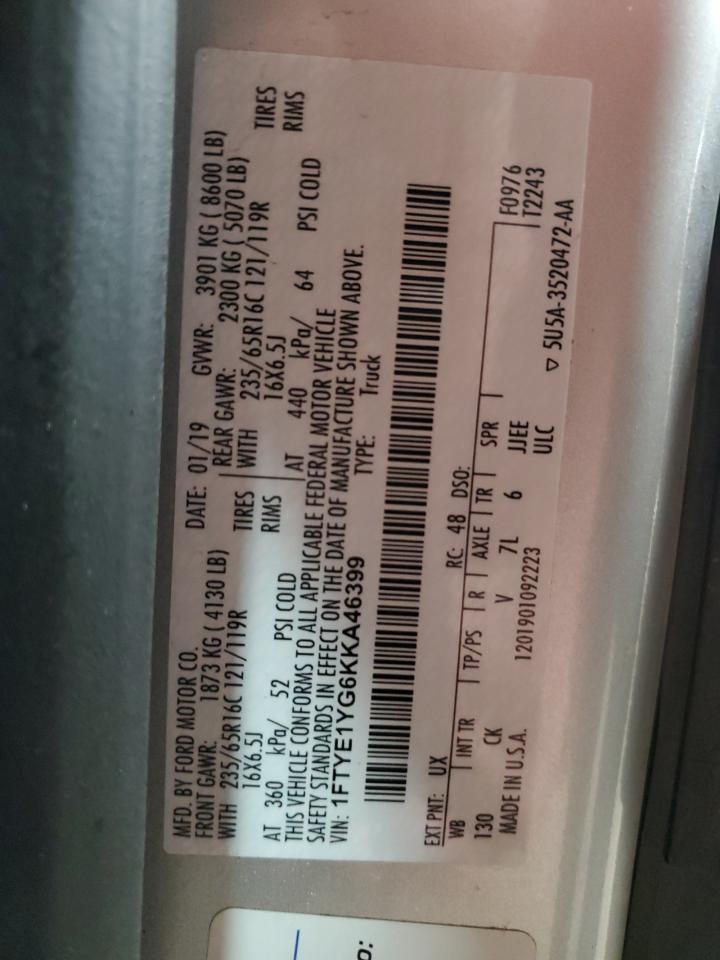 MFD. BY FORD MOTOR CO.
DATE: 01/19 GVWR: 3901 KG ( 8600 LB)
FRONT GAWR: 1873 KG ( 4130 LB) REAR GAWR: 2300 KG ( 5070 LB)
WITH 235/65R16C 121/119R TIRES WITH 235/65R16C 121/119R TIRES
16X6.5J RIMS 16X6.5J RIMS
AT 360 kPa/ 52 PSI COLD AT 440 kPa/ 64 PSI COLD
THIS VEHICLE CONFORMS TO ALL APPLICABLE FEDERAL MOTOR VEHICLE
SAFETY STANDARDS IN EFFECT ON THE DATE OF MANUFACTURE SHOWN ABOVE.
VIN: 1FTYE1YG6KKA46399 TYPE: Truck
EXT PNT: UX RC: 48 DSO:
WB INT TR TP/PS R AXLE TR SPR
130 CK V 7L 6 JJEE
ULC
F0976
T2243
MADE IN U.S.A. 1201901092223
▽ 5U5A-3520472-AA
o: